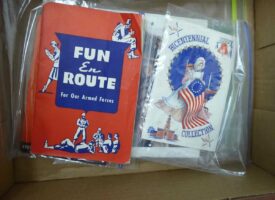 FUN
En
ROUTE
For Our Armed Forces
BICENTENNIAL
COLLECTION